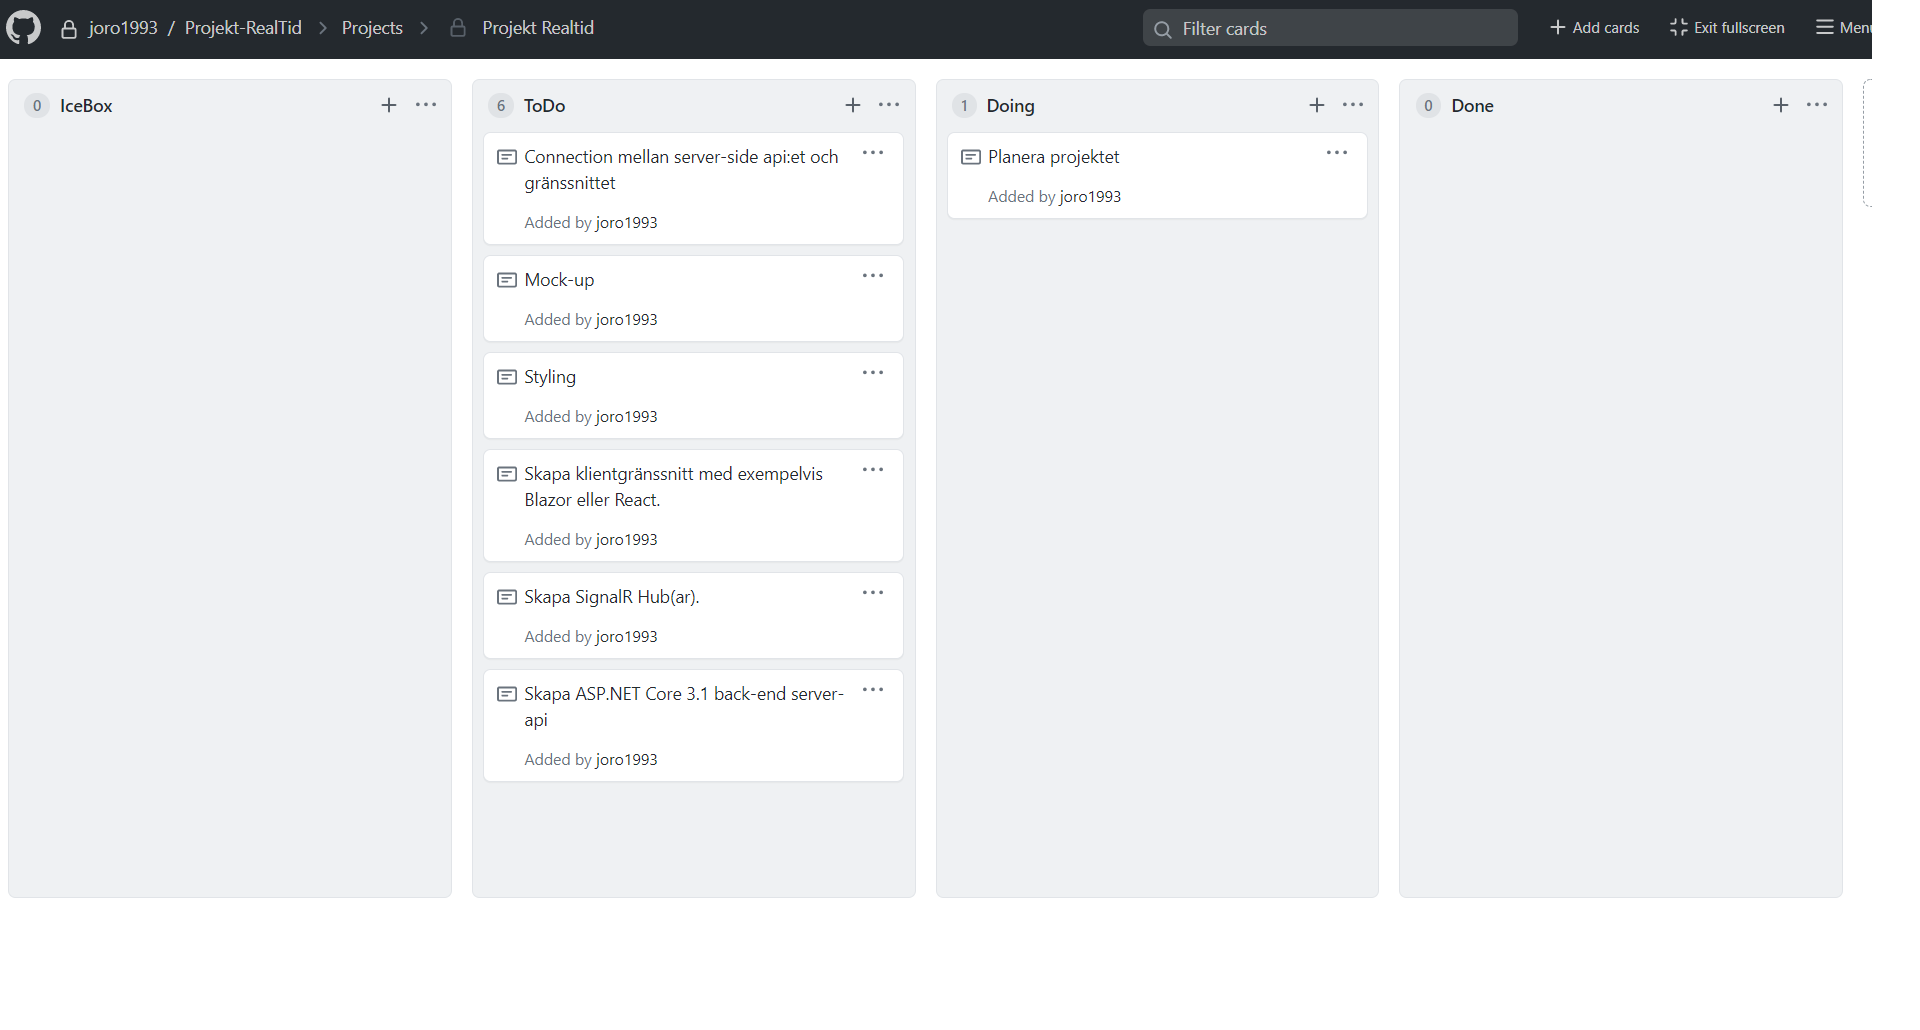 joro1993 / Projekt-RealTid Projects Projekt Realtid Filter cards Add cards Exit fullscreen Menu
0 IceBox
6 ToDo
Connection mellan server-side api:et och
gränssnittet
Added by joro1993
Mock-up
Added by joro1993
Styling
Added by joro1993
Skapa klientgränssnitt med exempelvis
Blazor eller React.
Added by joro1993
Skapa SignalR Hub(ar).
Added by joro1993
Skapa ASP.NET Core 3.1 back-end server-
api
Added by joro1993
1 Doing
Planera projektet
Added by joro1993
0 Done